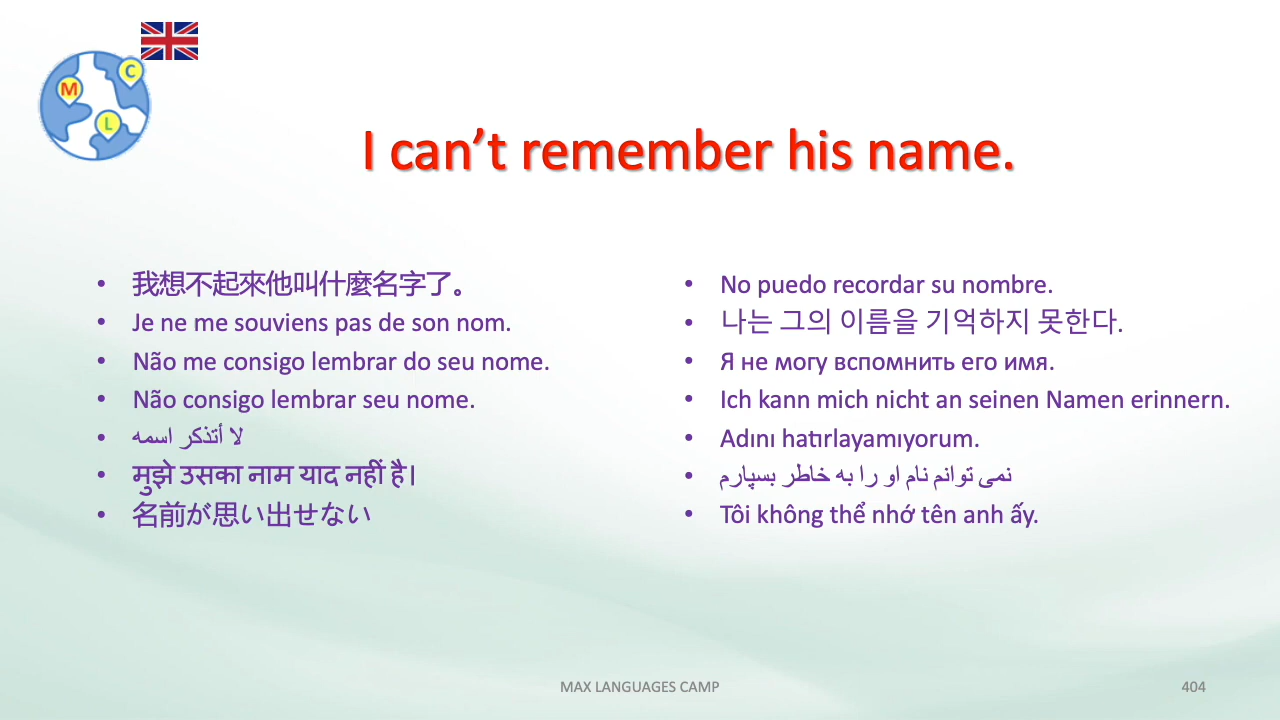 C
M
L
I can’t remember his name.
• 我想不起來他叫什麼名字了。
• Je ne me souviens pas de son nom.
• Não me consigo lembrar do seu nome.
• Não consigo lembrar seu nome.
• لا أتذكر اسمه
• मुझे उसका नाम याद नहीं है।
• 名前が思い出せない
• No puedo recordar su nombre.
• 나는 그의 이름을 기억하지 못한다.
• Я не могу вспомнить его имя.
• Ich kann mich nicht an seinen Namen erinnern.
• Adını hatırlayamıyorum.
• نمی توانم نام او را به خاطر بسپارم
• Tôi không thể nhớ tên anh ấy.
MAX LANGUAGES CAMP
404